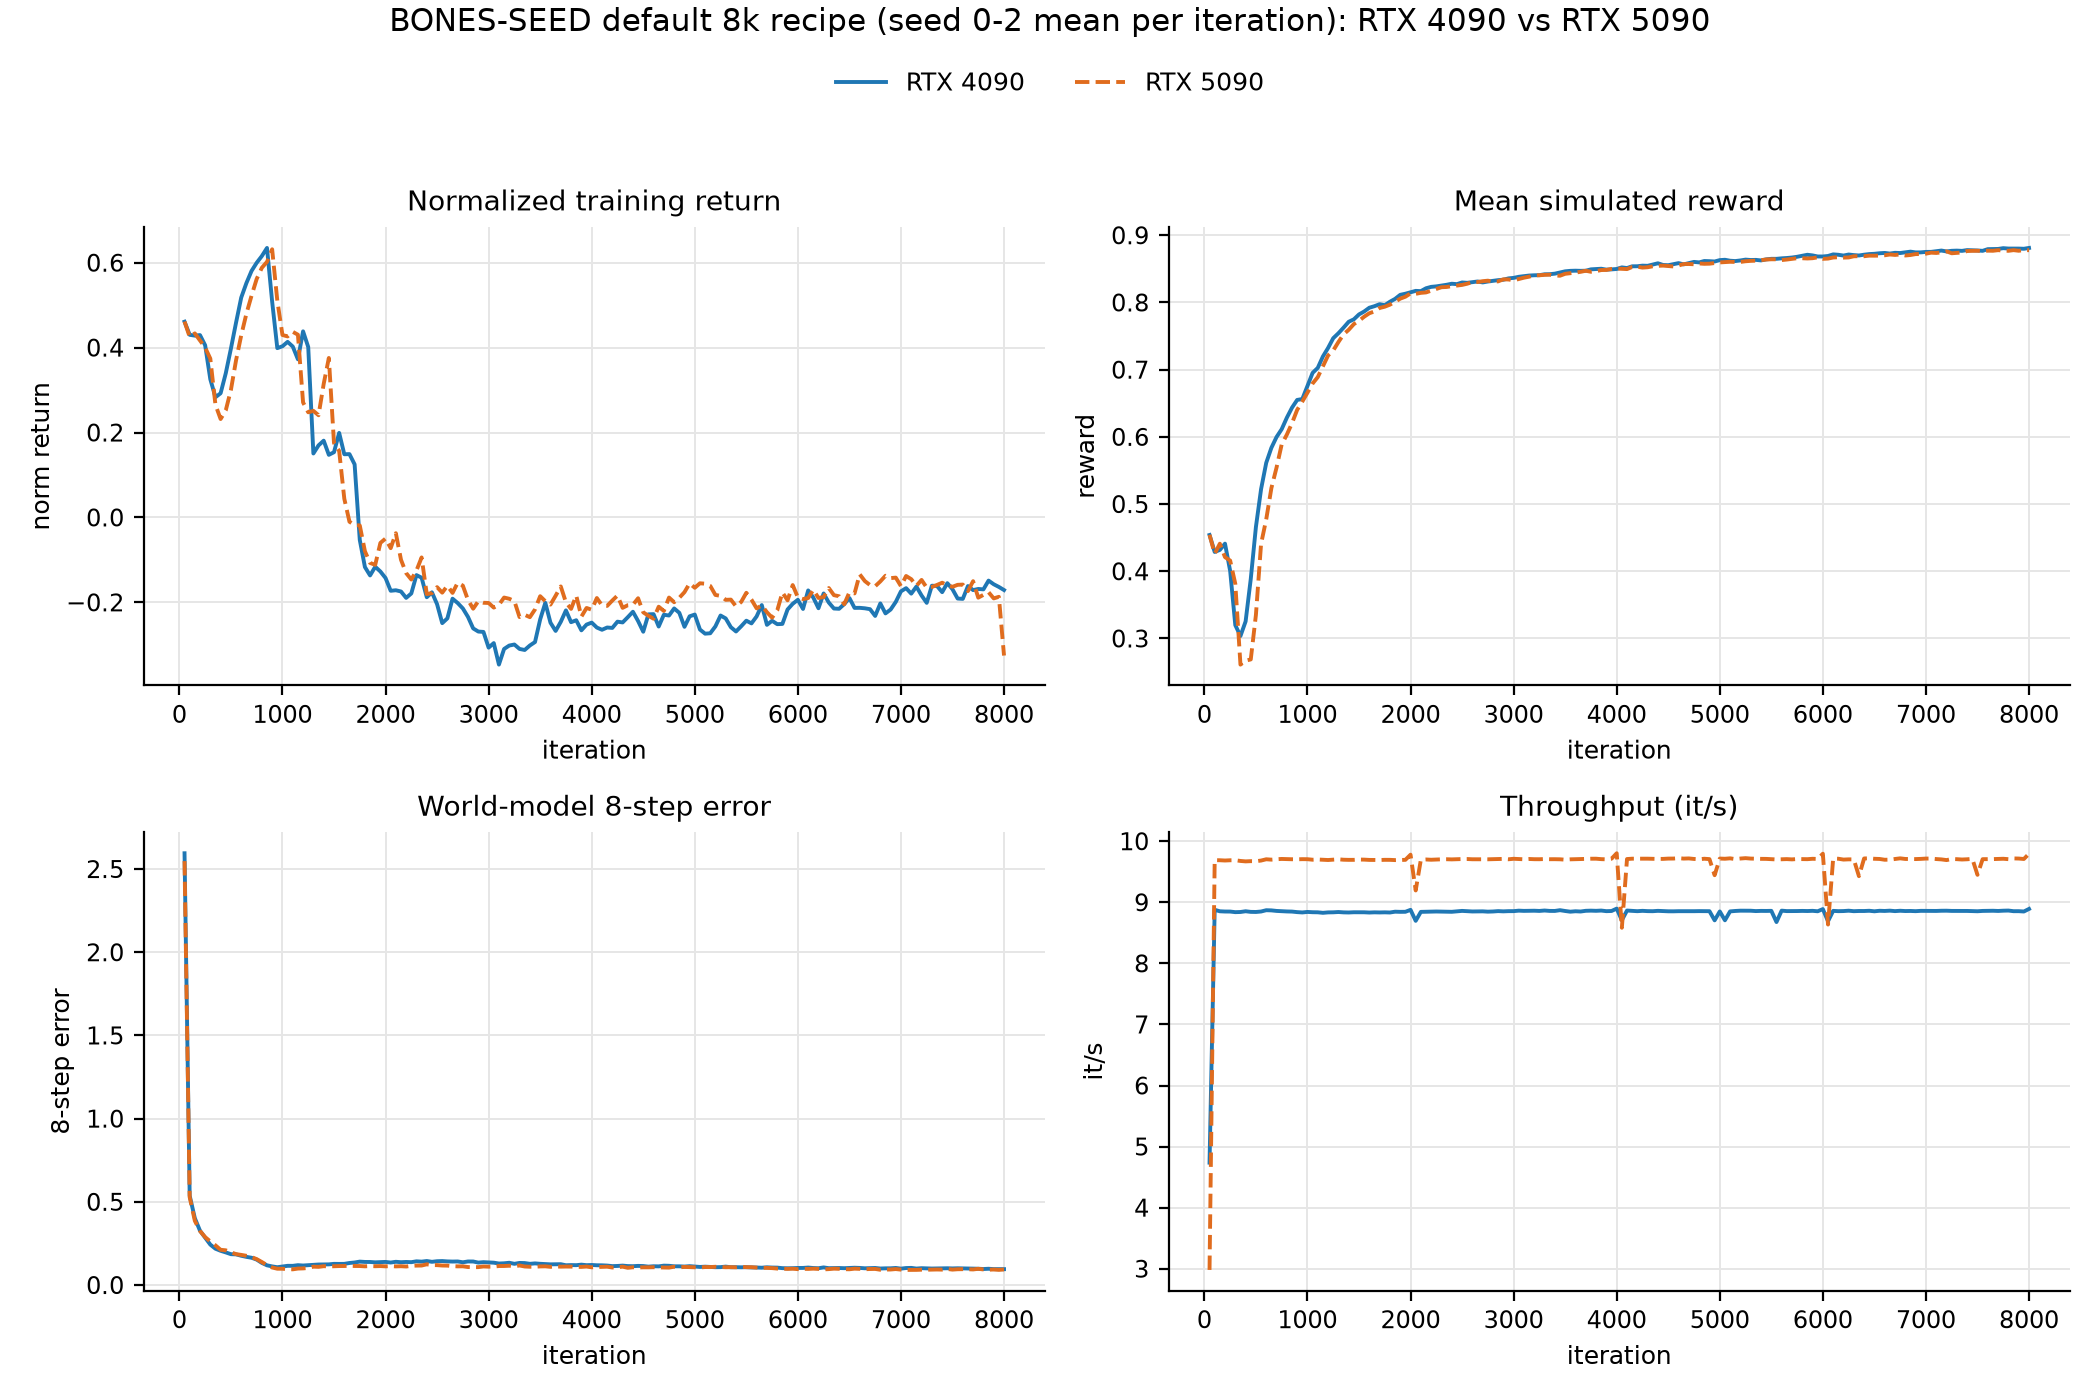 BONES-SEED default 8k recipe (seed 0-2 mean per iteration): RTX 4090 vs RTX 5090
RTX 4090
RTX 5090
Normalized training return
norm return
0.6
0.4
0.2
0.0
−0.2
0 1000 2000 3000 4000 5000 6000 7000 8000
iteration
Mean simulated reward
reward
0.9
0.8
0.7
0.6
0.5
0.4
0.3
0 1000 2000 3000 4000 5000 6000 7000 8000
iteration
World-model 8-step error
8-step error
2.5
2.0
1.5
1.0
0.5
0.0
0 1000 2000 3000 4000 5000 6000 7000 8000
iteration
Throughput (it/s)
it/s
10
9
8
7
6
5
4
3
0 1000 2000 3000 4000 5000 6000 7000 8000
iteration